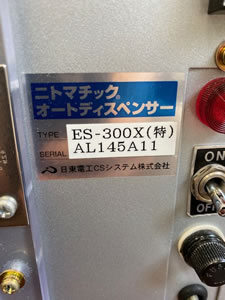 ニトマチック®
オートディスペンサー
TYPE ES-300X(特)
SERIAL AL145A11
日東電工CSシステム株式会社
ON
OFF